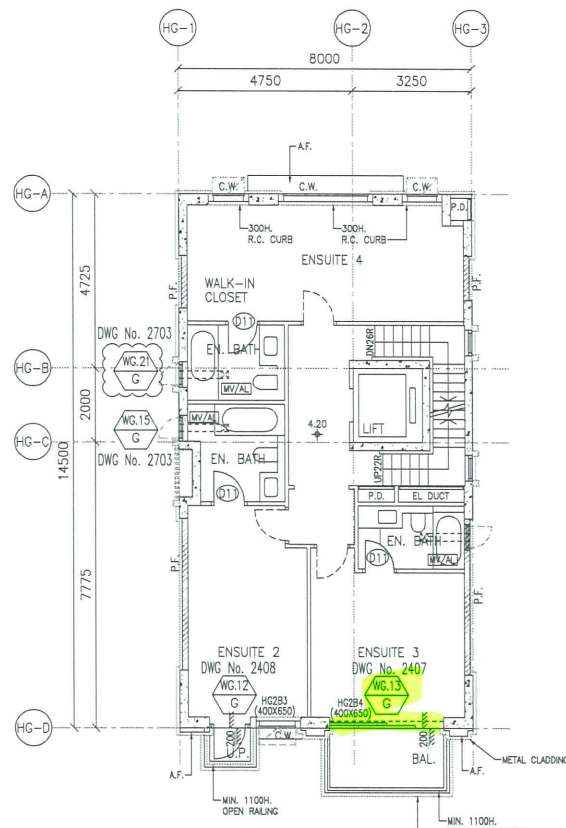 HG-1
HG-2
HG-3
8000
4750
3250
A.F.
HG-A
C.W.
C.W.
C.W.
P.D.
300H.
R.C. CURB
300H.
R.C. CURB
ENSUITE 4
4725
P.F.
P.F.
WALK-IN
CLOSET
DWG No. 2703
D11
EN. BATH
DN26R
WG.21
G
HG-B
MV/AL
2000
WG.15
G
MV/AL
4.20
LIFT
HG-C
DWG No. 2703
EN. BATH
UP22R
14500
D11
P.D.
EL DUCT
EN. BATH
D11
MV/AL
7775
P.F.
P.F.
ENSUITE 2
DWG No. 2408
ENSUITE 3
DWG No. 2407
WG.12
G
HG2B3
(400X650)
HG2B4
(400X650)
WG.13
G
HG-D
200
200
U.P.
C.W
BAL.
METAL CLADDING
A.F.
A.F.
MIN. 1100H.
OPEN RAILING
MIN. 1100H.